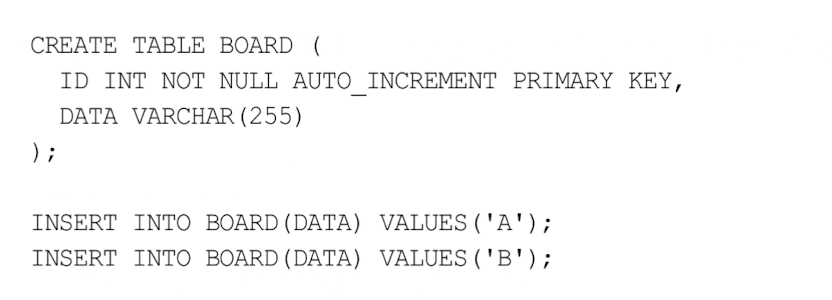 CREATE TABLE BOARD (
  ID INT NOT NULL AUTO_INCREMENT PRIMARY KEY,
  DATA VARCHAR(255)
);

INSERT INTO BOARD(DATA) VALUES('A');
INSERT INTO BOARD(DATA) VALUES('B');